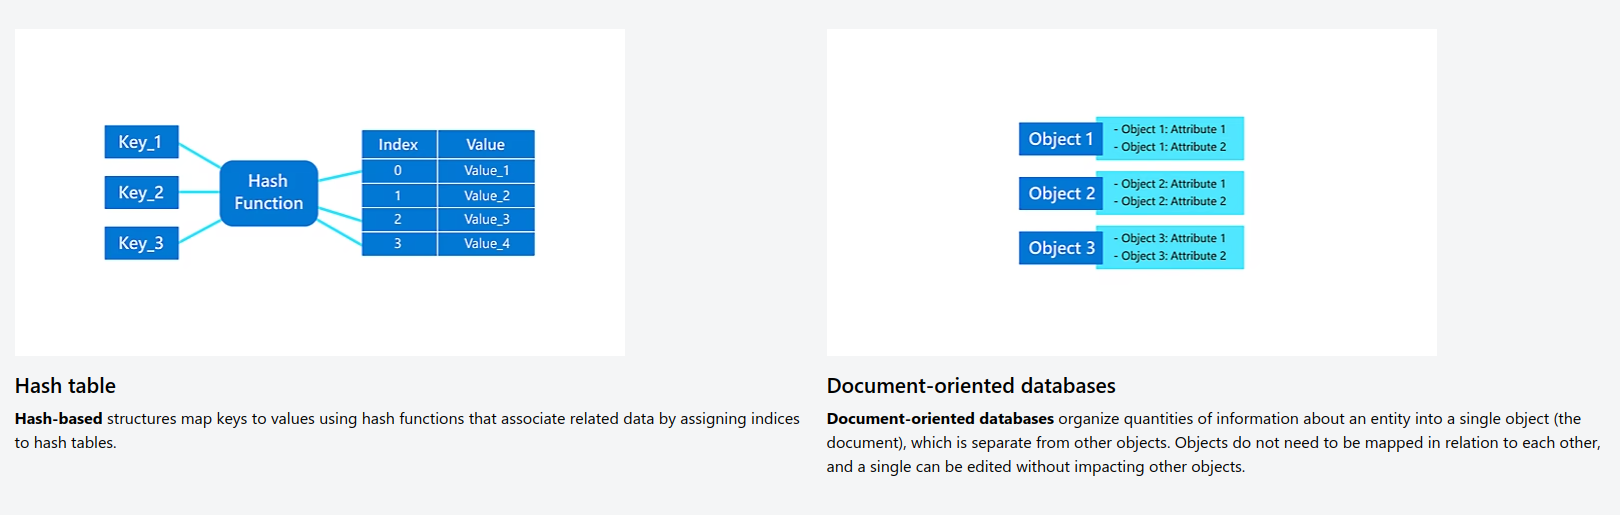 Key_1
Key_2
Key_3
Hash
Function
Index Value
0 Value_1
1 Value_2
2 Value_3
3 Value_4
Hash table
Hash-based structures map keys to values using hash functions that associate related data by assigning indices
to hash tables.
Object 1
- Object 1: Attribute 1
- Object 1: Attribute 2
Object 2
- Object 2: Attribute 1
- Object 2: Attribute 2
Object 3
- Object 3: Attribute 1
- Object 3: Attribute 2
Document-oriented databases
Document-oriented databases organize quantities of information about an entity into a single object (the
document), which is separate from other objects. Objects do not need to be mapped in relation to each other,
and a single can be edited without impacting other objects.